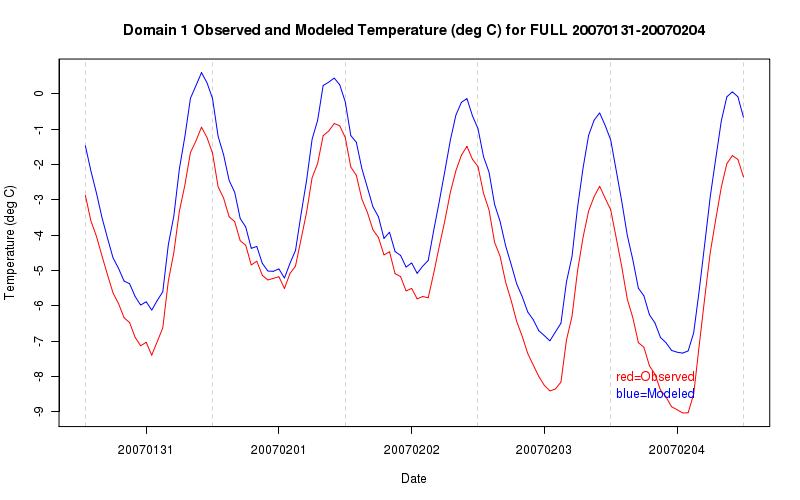 Domain 1 Observed and Modeled Temperature (deg C) for FULL 20070131-20070204
Temperature (deg C)
0
-1
-2
-3
-4
-5
-6
-7
-8
-9
red=Observed
blue=Modeled
20070131 20070201 20070202 20070203 20070204
Date